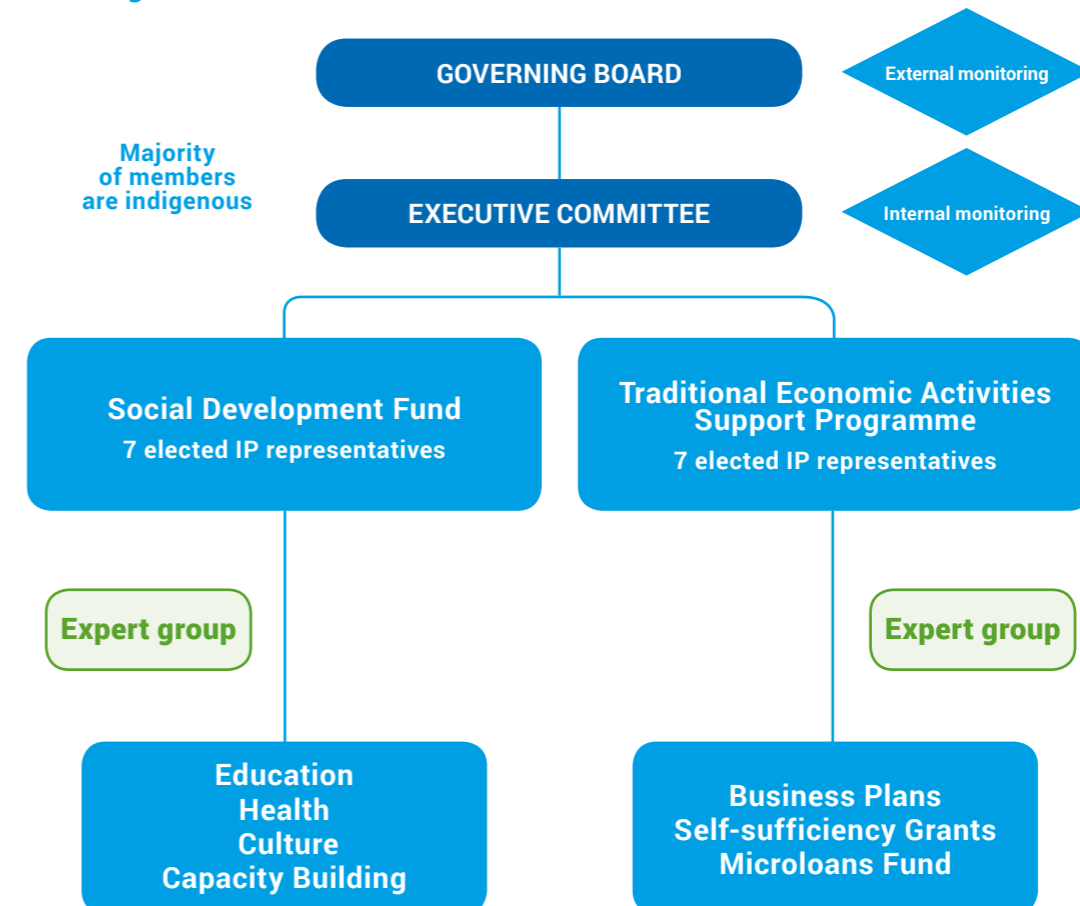 GOVERNING BOARD
External monitoring
Majority
of members
are indigenous
EXECUTIVE COMMITTEE
Internal monitoring
Social Development Fund
7 elected IP representatives
Traditional Economic Activities
Support Programme
7 elected IP representatives
Expert group
Expert group
Education
Health
Culture
Capacity Building
Business Plans
Self-sufficiency Grants
Microloans Fund